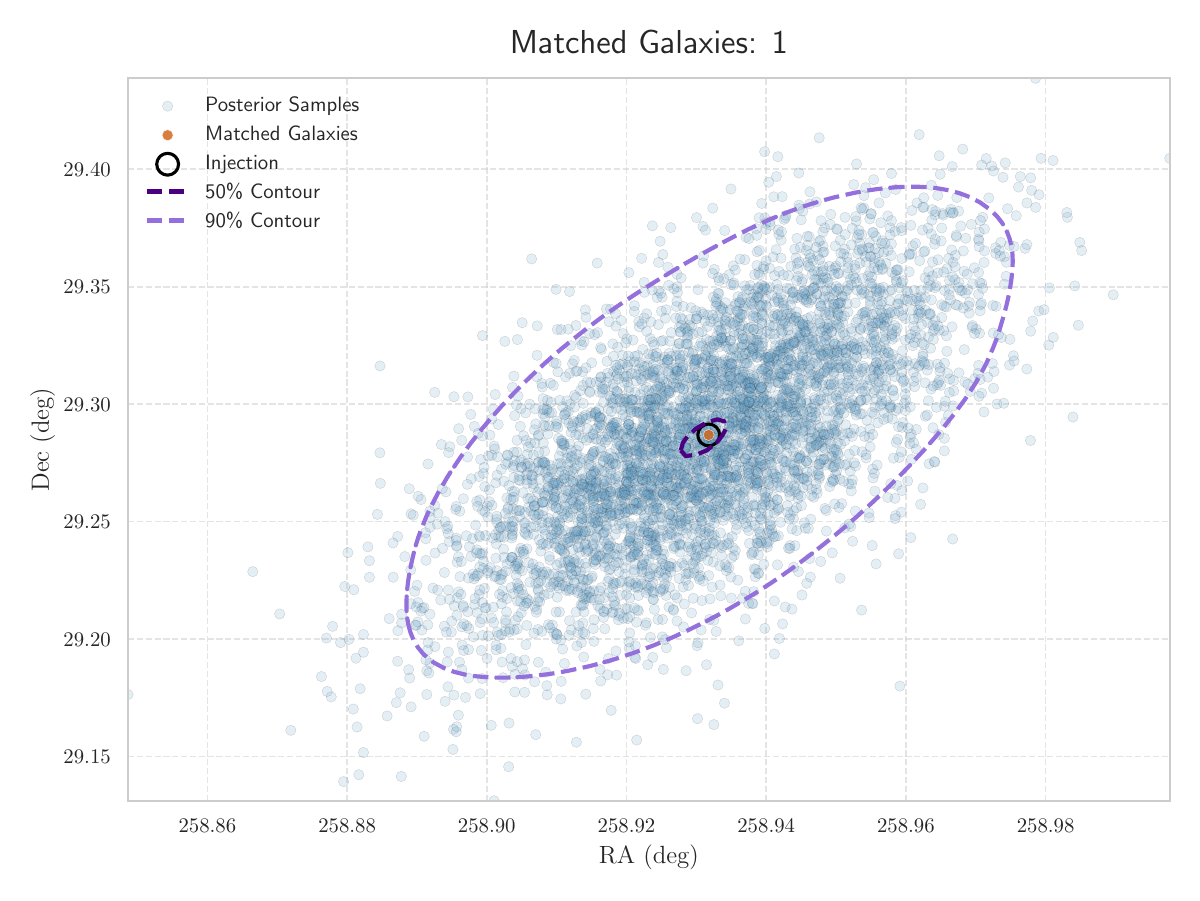 Matched Galaxies: 1
Posterior Samples
Matched Galaxies
Injection
50% Contour
90% Contour
29.40
29.35
29.30
29.25
29.20
29.15
Dec (deg)
258.86 258.88 258.90 258.92 258.94 258.96 258.98
RA (deg)